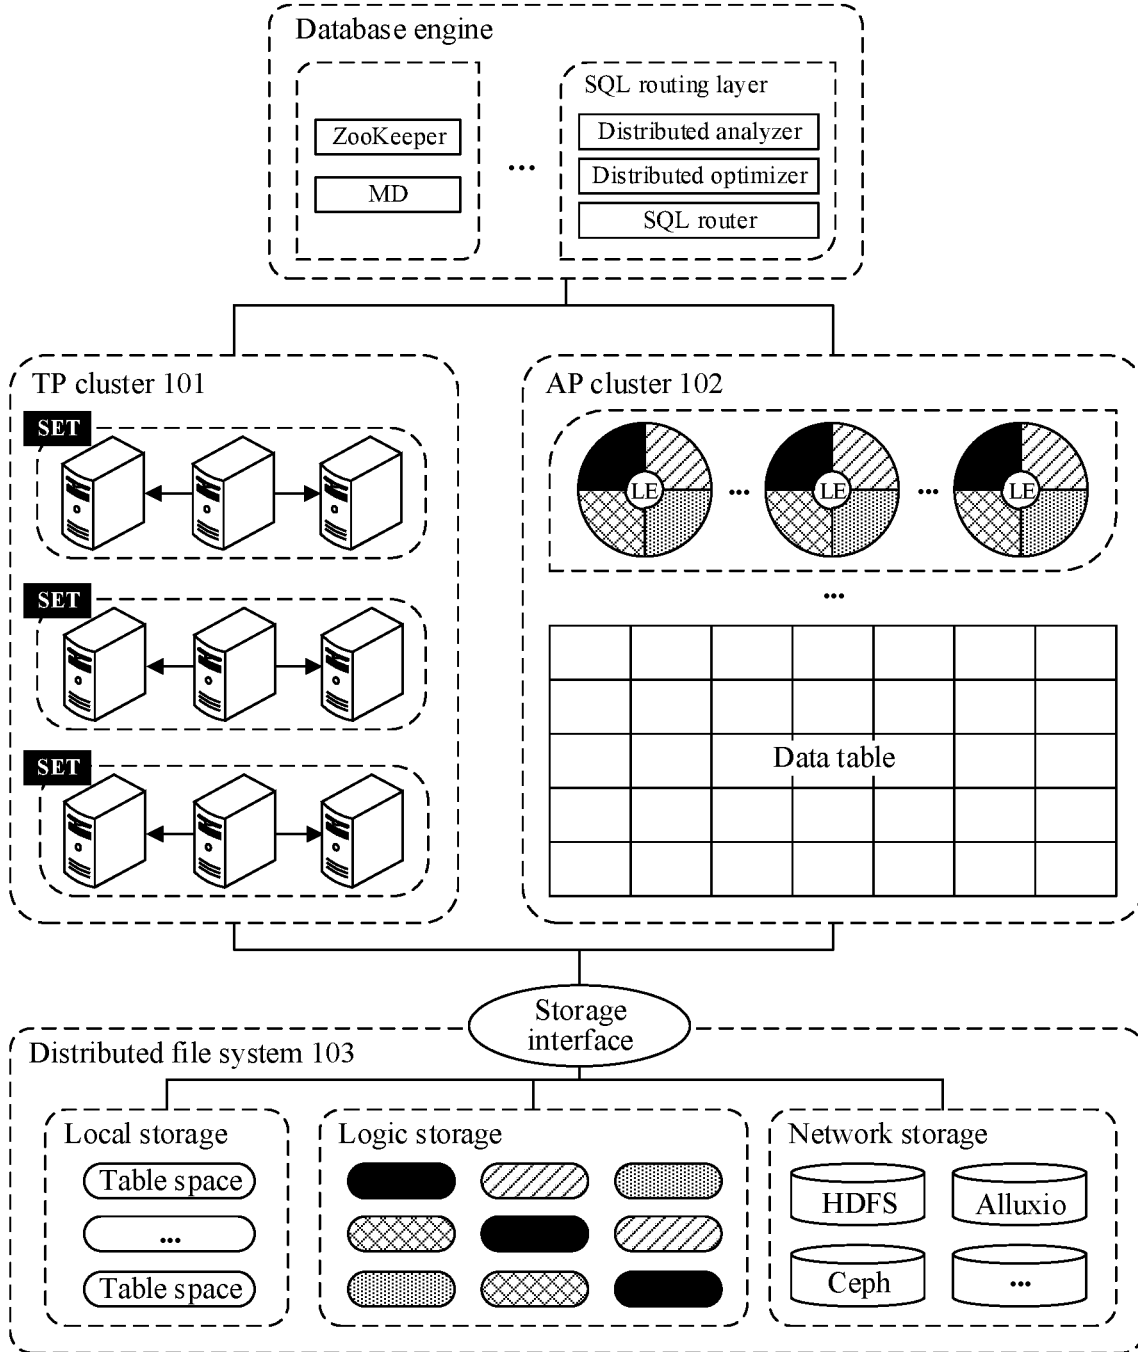 Database engine
ZooKeeper
MD
...
SQL routing layer
Distributed analyzer
Distributed optimizer
SQL router
TP cluster 101
SET
SET
SET
AP cluster 102
LE
...
LE
...
LE
...
Data table
Storage
interface
Distributed file system 103
Local storage
Table space
...
Table space
Logic storage
Network storage
HDFS
Alluxio
Ceph
...